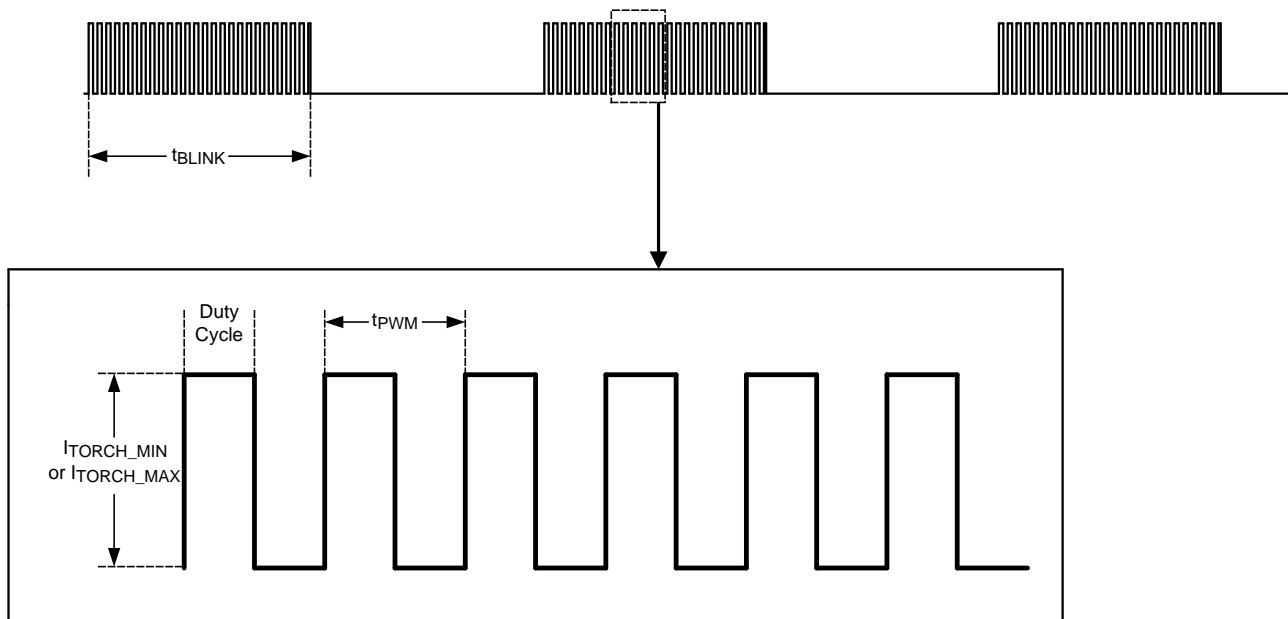 tBLINK
Duty
Cycle
tPWM
ITORCH_MIN
or ITORCH_MAX